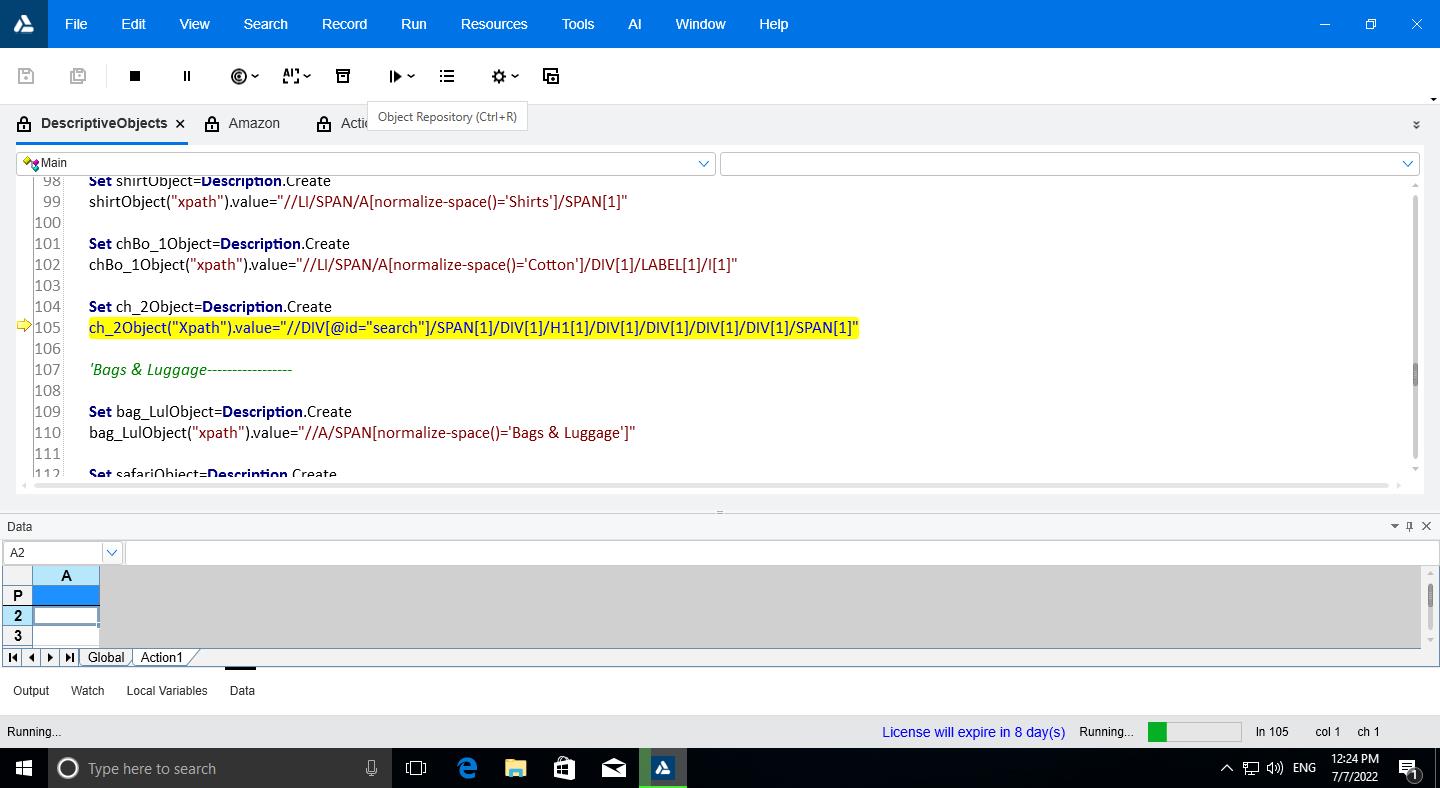 File Edit View Search Record Run Resources Tools AI Window Help
Object Repository (Ctrl+R)
DescriptiveObjects Amazon Actic
Main
98 Set shirtObject=Description.Create
99 shirtObject("xpath").value="//LI/SPAN/A[normalize-space()='Shirts']/SPAN[1]"
100
101 Set chBo_1Object=Description.Create
102 chBo_1Object("xpath").value="//LI/SPAN/A[normalize-space()='Cotton']/DIV[1]/LABEL[1]/I[1]"
103
104 Set ch_2Object=Description.Create
105 ch_2Object("Xpath").value="//DIV[@id="search"]/SPAN[1]/DIV[1]/H1[1]/DIV[1]/DIV[1]/DIV[1]/DIV[1]/SPAN[1]"
106
107 'Bags & Luggage-----------------
108
109 Set bag_LulObject=Description.Create
110 bag_LulObject("xpath").value="//A/SPAN[normalize-space()='Bags & Luggage']"
111
112 Set safariObject=Description.Create
Data
A2
A
P
2
3
Global Action1
Output Watch Local Variables Data
Running... License will expire in 8 day(s) Running... ln 105 col 1 ch 1
Type here to search ENG 12:24 PM
7/7/2022
1